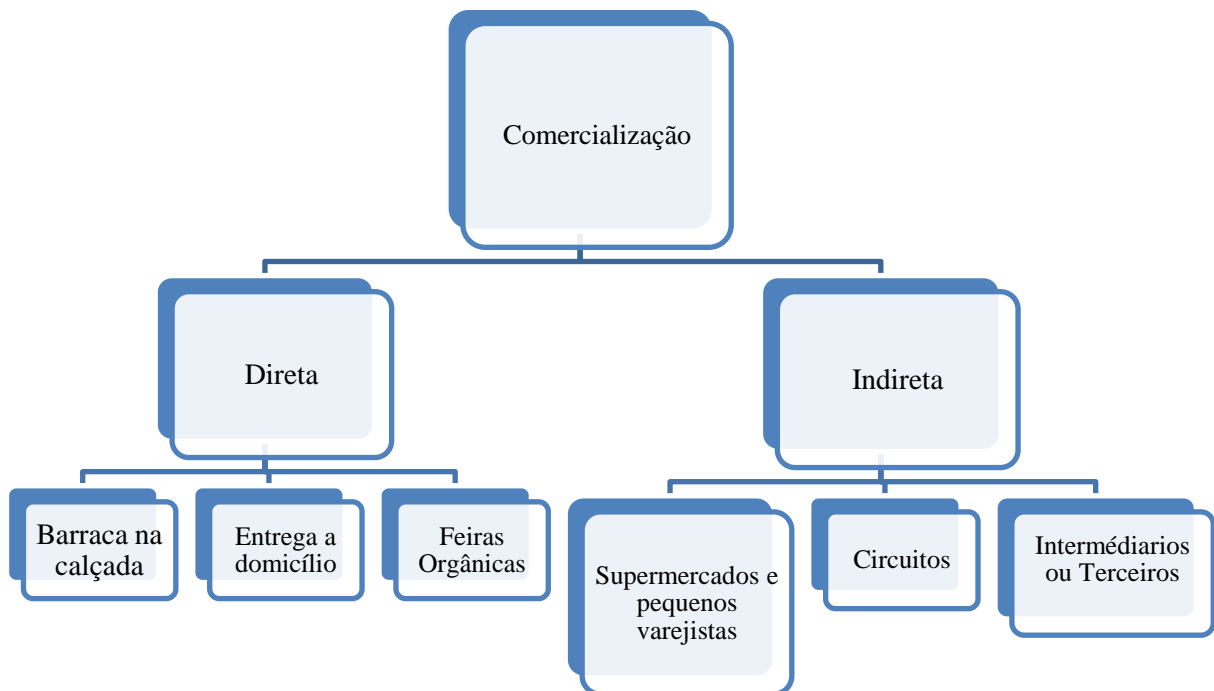 Comercialização
Direta
Indireta
Barraca na
calçada
Entrega a
domicílio
Feiras
Orgânicas
Supermercados e
pequenos
varejistas
Circuitos
Intermédiarios
ou Terceiros